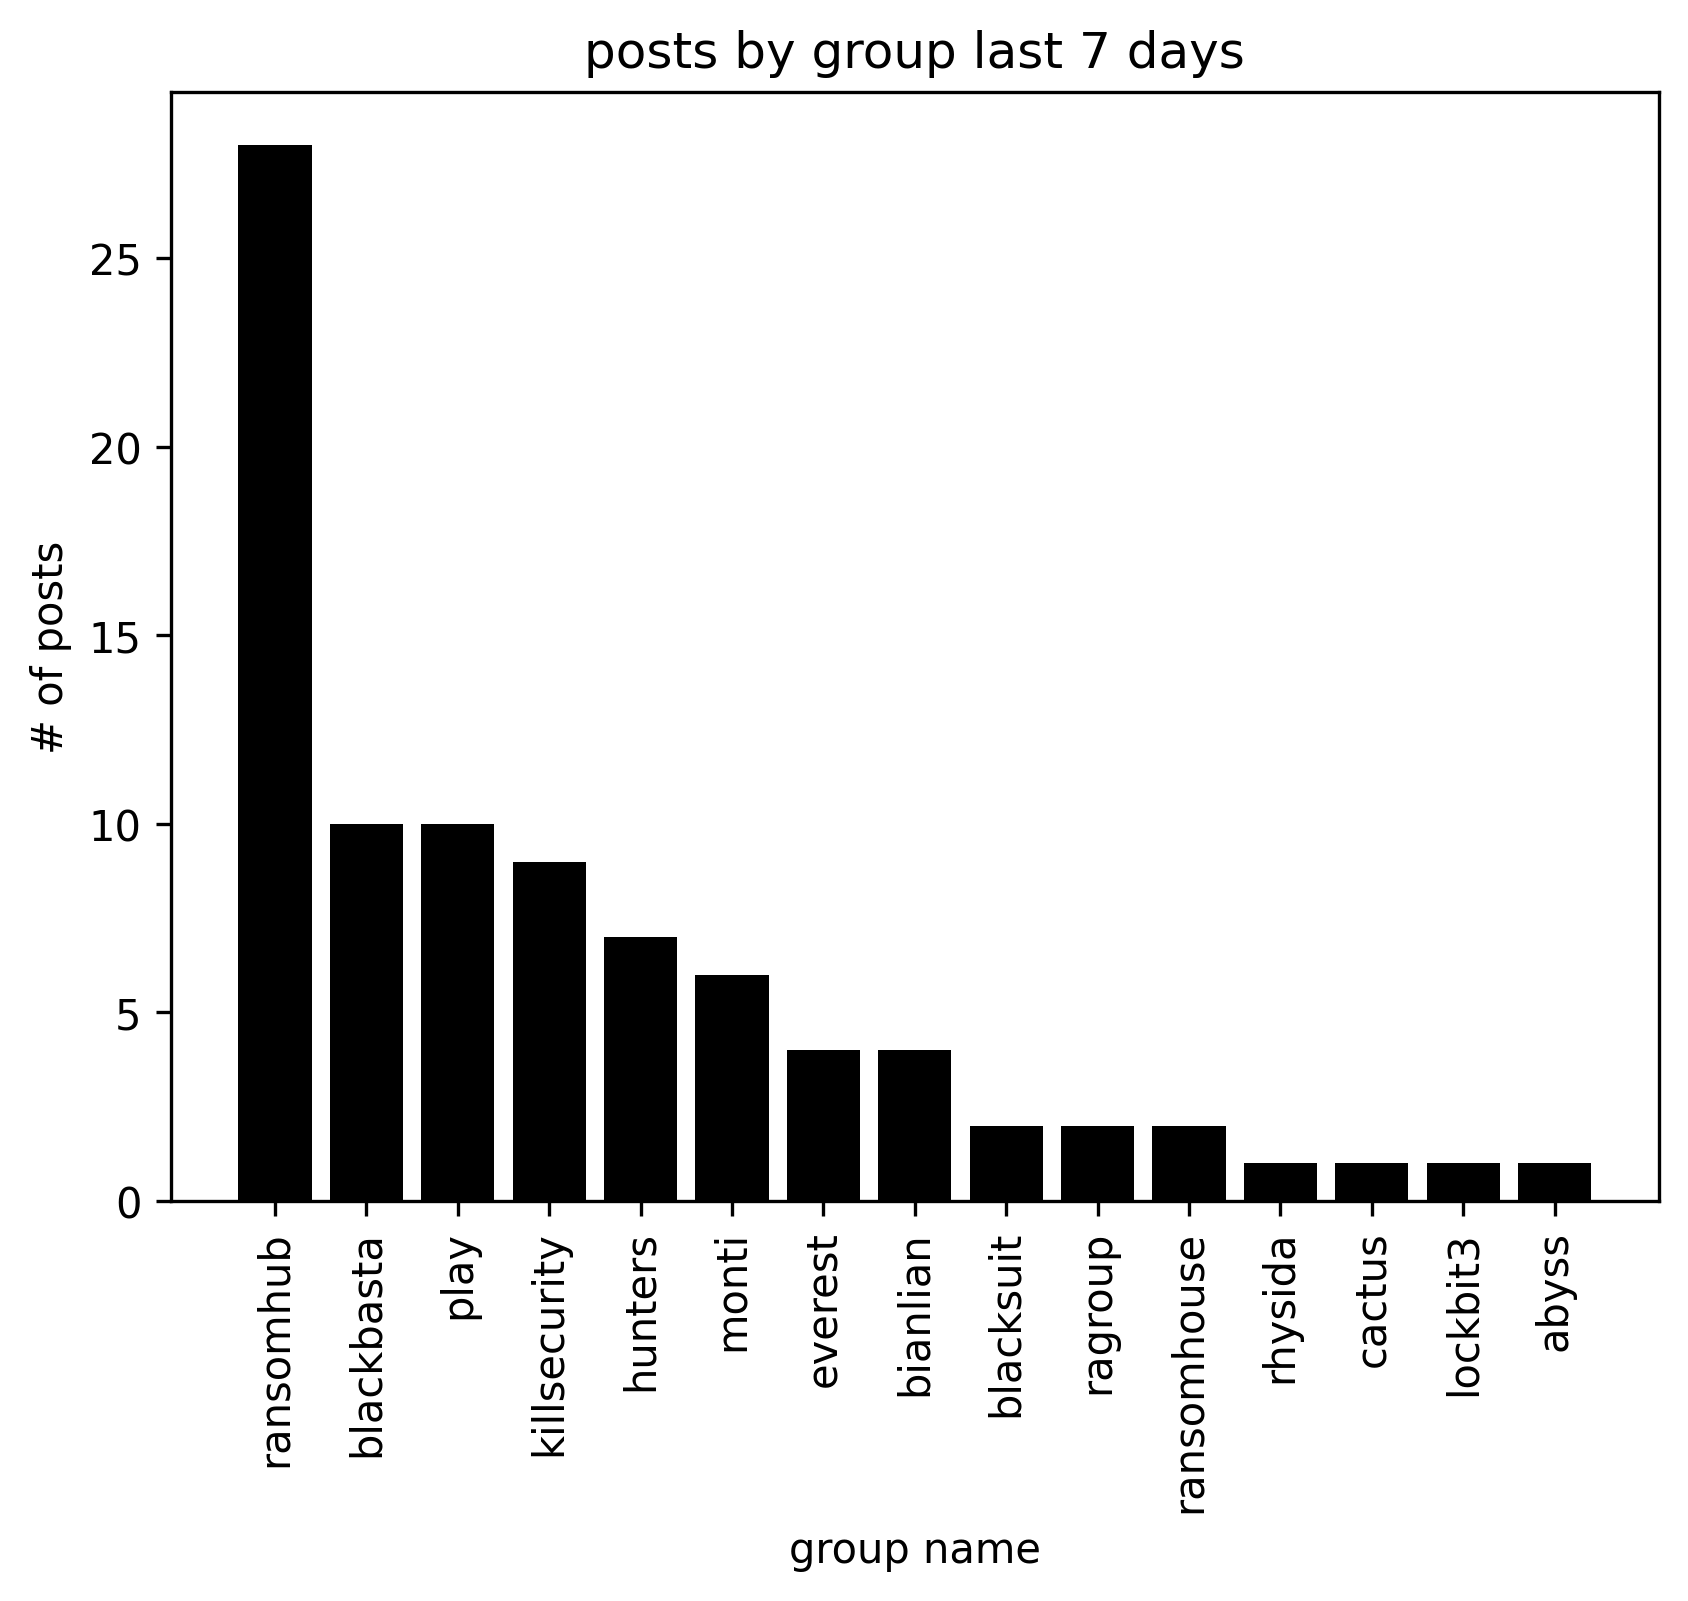 posts by group last 7 days
# of posts
25
20
15
10
5
0
ransomhub
blackbasta
play
killsecurity
hunters
monti
everest
bianlian
blacksuit
ragroup
ransomhouse
rhysida
cactus
lockbit3
abyss
group name